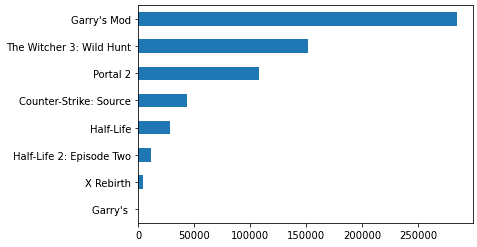 Garry's Mod
The Witcher 3: Wild Hunt
Portal 2
Counter-Strike: Source
Half-Life
Half-Life 2: Episode Two
X Rebirth
Garry's
0 50000 100000 150000 200000 250000